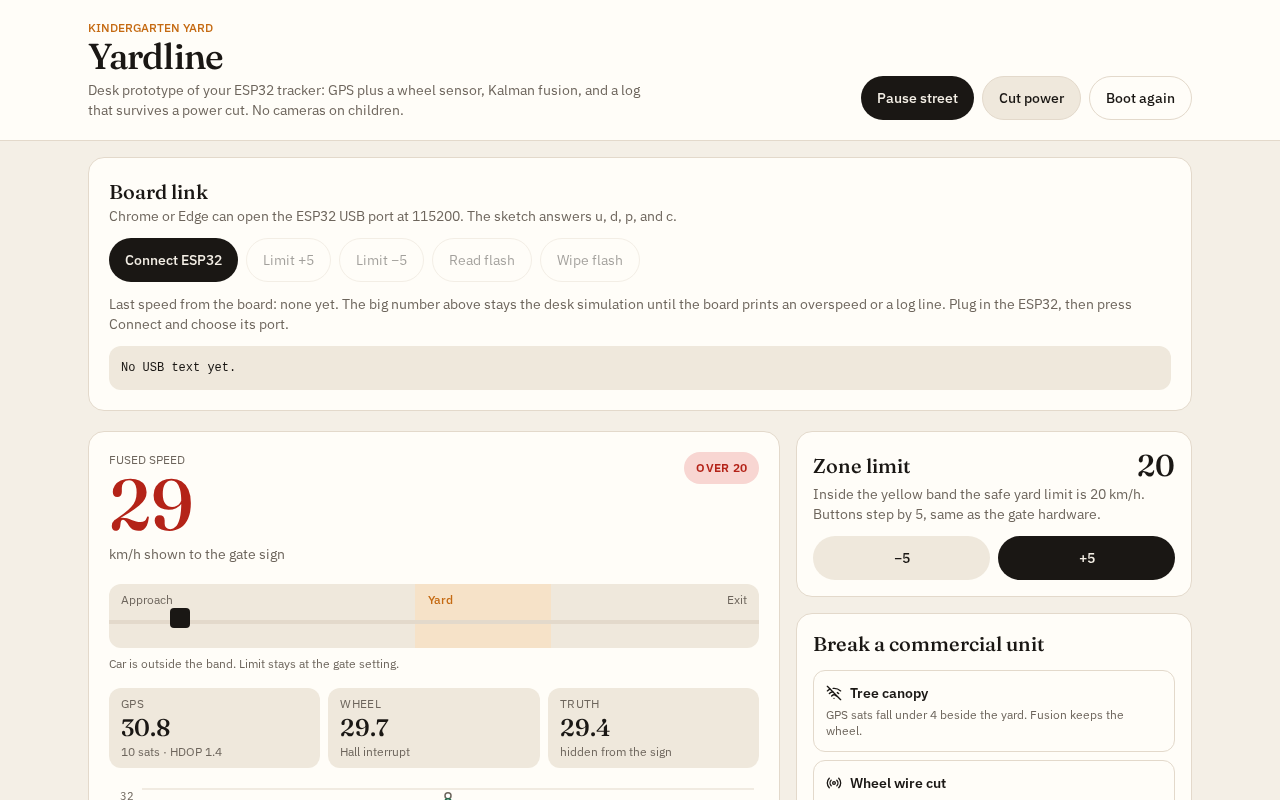 KINDERGARTEN YARD
Yardline
Desk prototype of your ESP32 tracker: GPS plus a wheel sensor, Kalman fusion, and a log
that survives a power cut. No cameras on children.
Pause street
Cut power
Boot again
Board link
Chrome or Edge can open the ESP32 USB port at 115200. The sketch answers u, d, p, and c.
Connect ESP32
Limit +5
Limit −5
Read flash
Wipe flash
Last speed from the board: none yet. The big number above stays the desk simulation until the board prints an overspeed or a log line. Plug in the ESP32, then press
Connect and choose its port.
No USB text yet.
FUSED SPEED
OVER 20
29
km/h shown to the gate sign
Approach
Yard
Exit
Car is outside the band. Limit stays at the gate setting.
GPS
30.8
10 sats · HDOP 1.4
WHEEL
29.7
Hall interrupt
TRUTH
29.4
hidden from the sign
32
Zone limit
20
Inside the yellow band the safe yard limit is 20 km/h.
Buttons step by 5, same as the gate hardware.
−5
+5
Break a commercial unit
Tree canopy
GPS sats fall under 4 beside the yard. Fusion keeps the
wheel.
Wheel wire cut